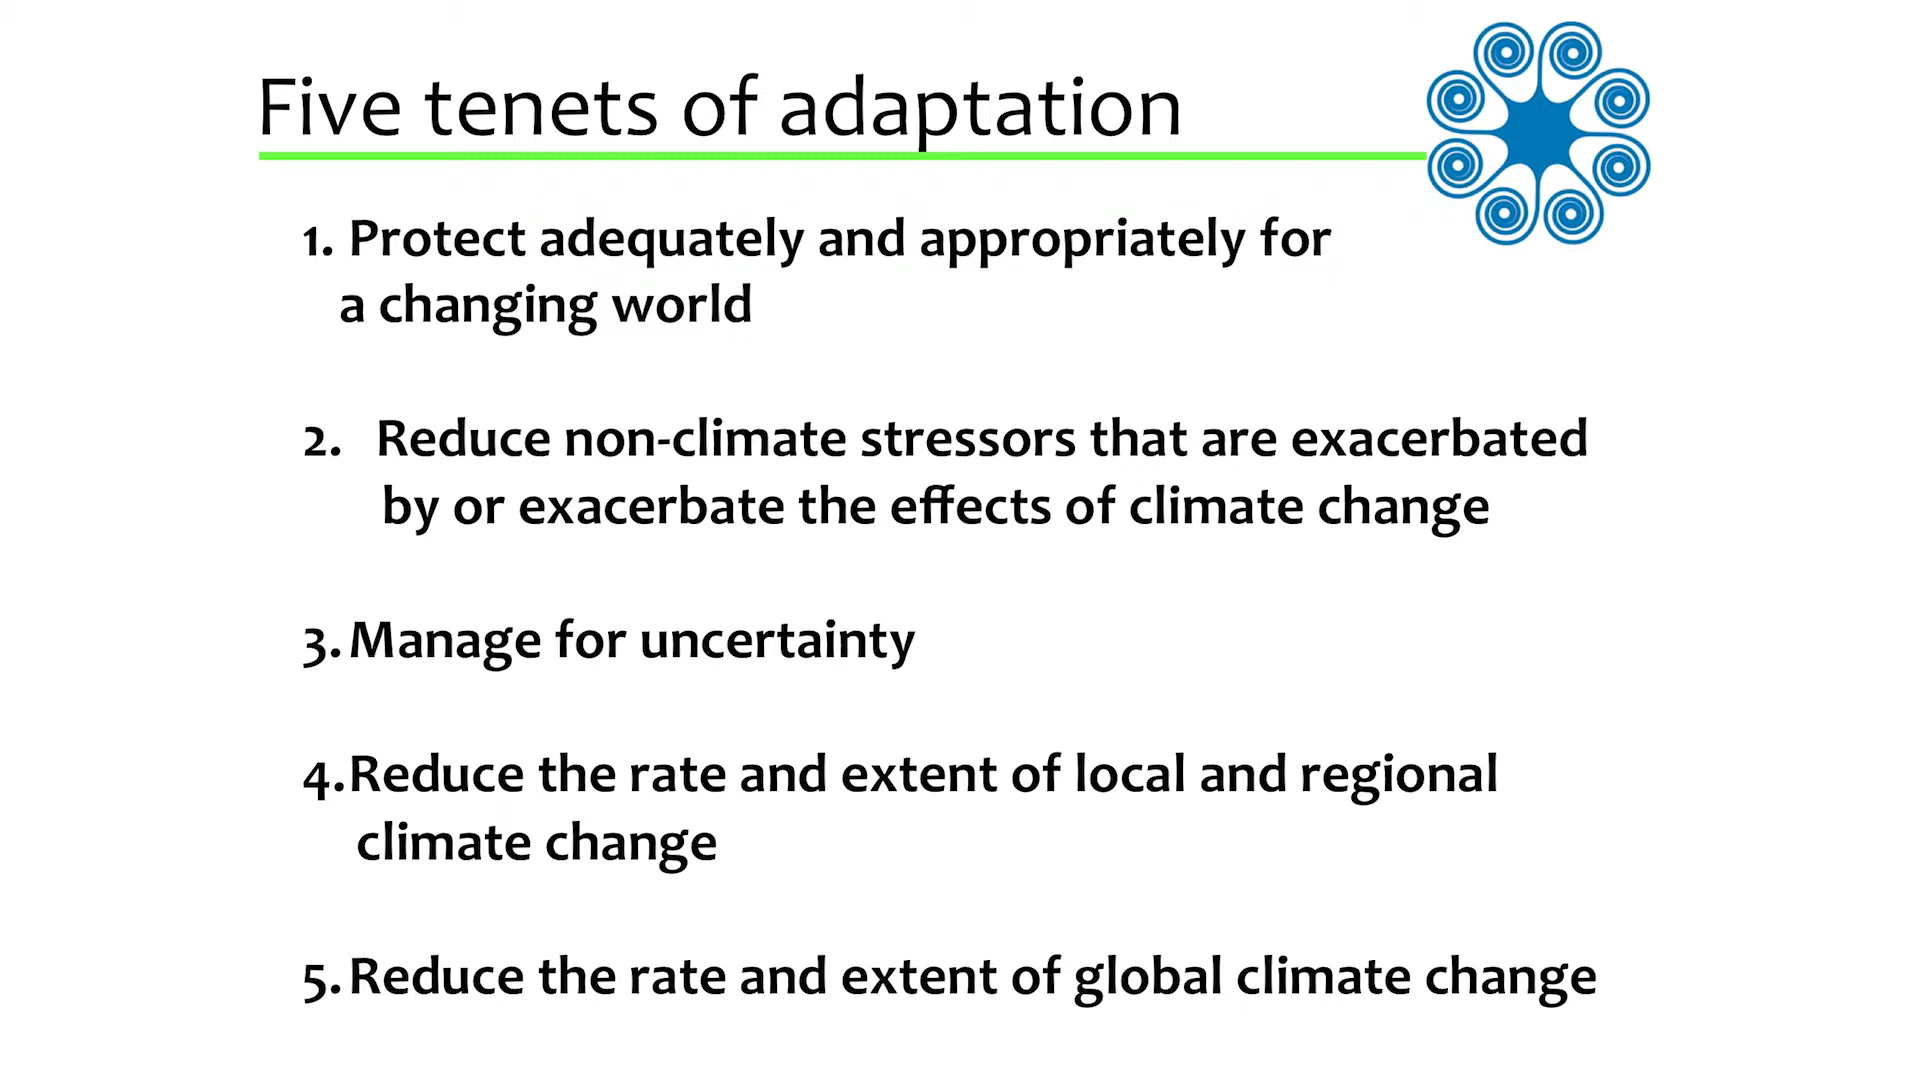 Five tenets of adaptation
1. Protect adequately and appropriately for
a changing world
2. Reduce non-climate stressors that are exacerbated
by or exacerbate the effects of climate change
3. Manage for uncertainty
4. Reduce the rate and extent of local and regional
climate change
5. Reduce the rate and extent of global climate change